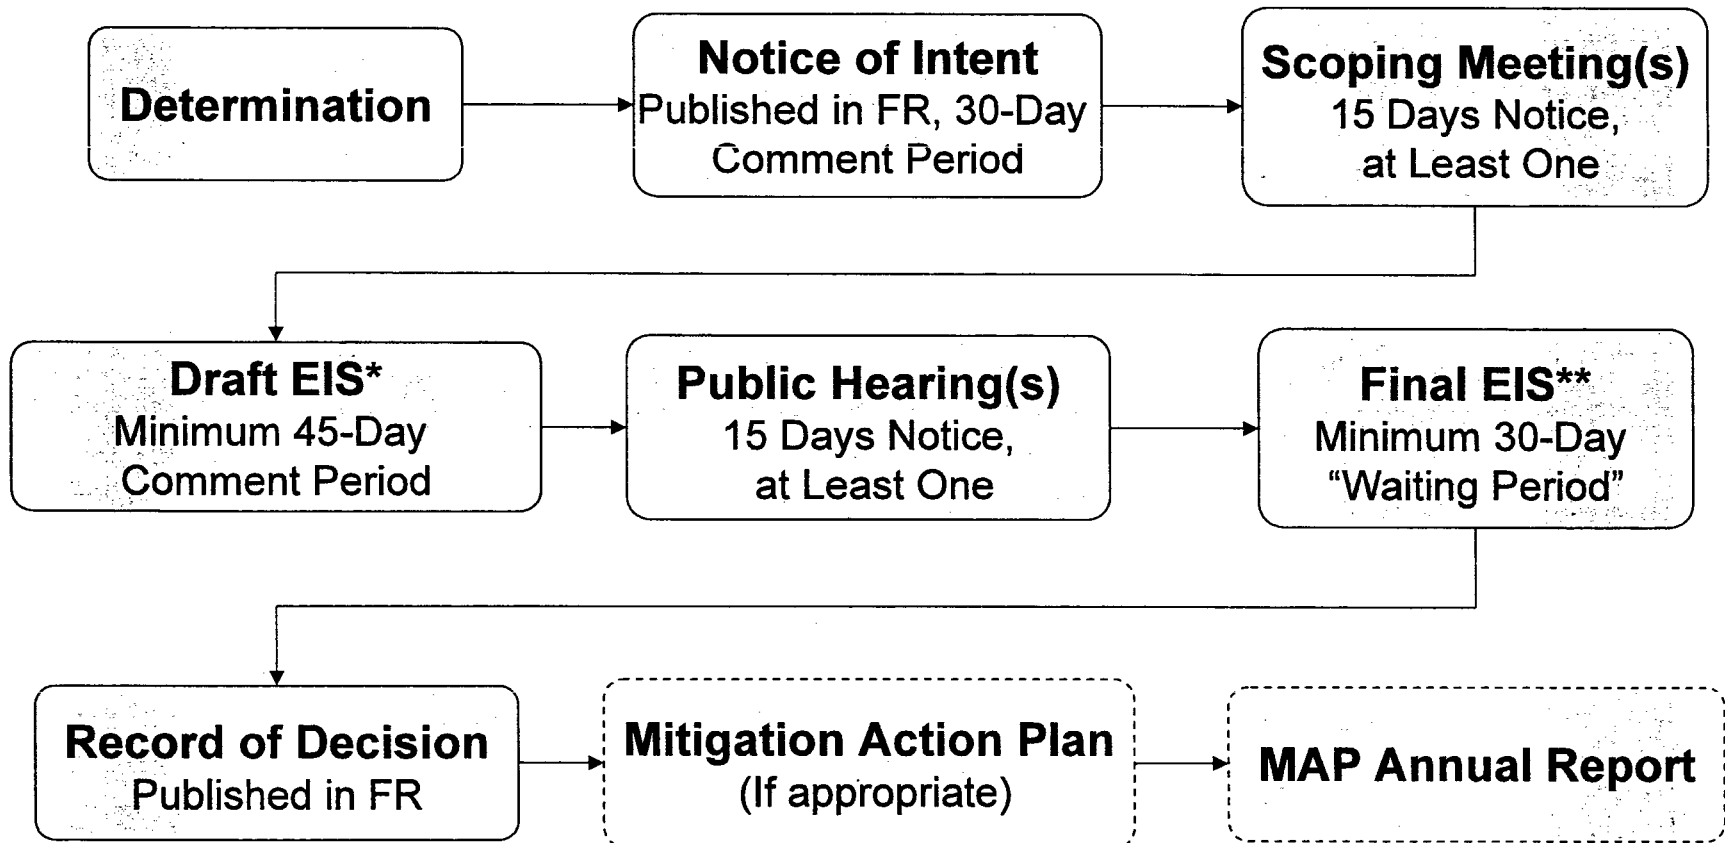 Determination
Notice of Intent
Published in FR, 30-Day
Comment Period
Scoping Meeting(s)
15 Days Notice,
at Least One
Draft EIS*
Minimum 45-Day
Comment Period
Public Hearing(s)
15 Days Notice,
at Least One
Final EIS**
Minimum 30-Day
“Waiting Period”
Record of Decision
Published in FR
Mitigation Action Plan
(If appropriate)
MAP Annual Report